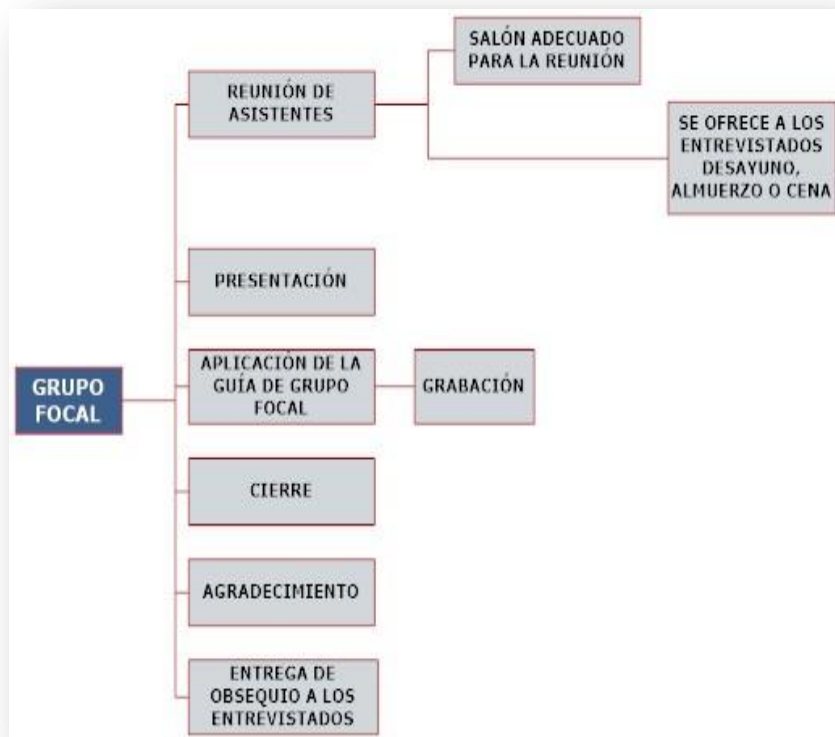 GRUPO
FOCAL
REUNIÓN DE
ASISTENTES
SALÓN ADECUADO
PARA LA REUNIÓN
SE OFRECE A LOS
ENTREVISTADOS
DESAYUNO,
ALMUERZO O CENA
PRESENTACIÓN
APLICACIÓN DE LA
GUÍA DE GRUPO
FOCAL
GRABACIÓN
CIERRE
AGRADECIMIENTO
ENTREGA DE
OBSEQUIO A LOS
ENTREVISTADOS